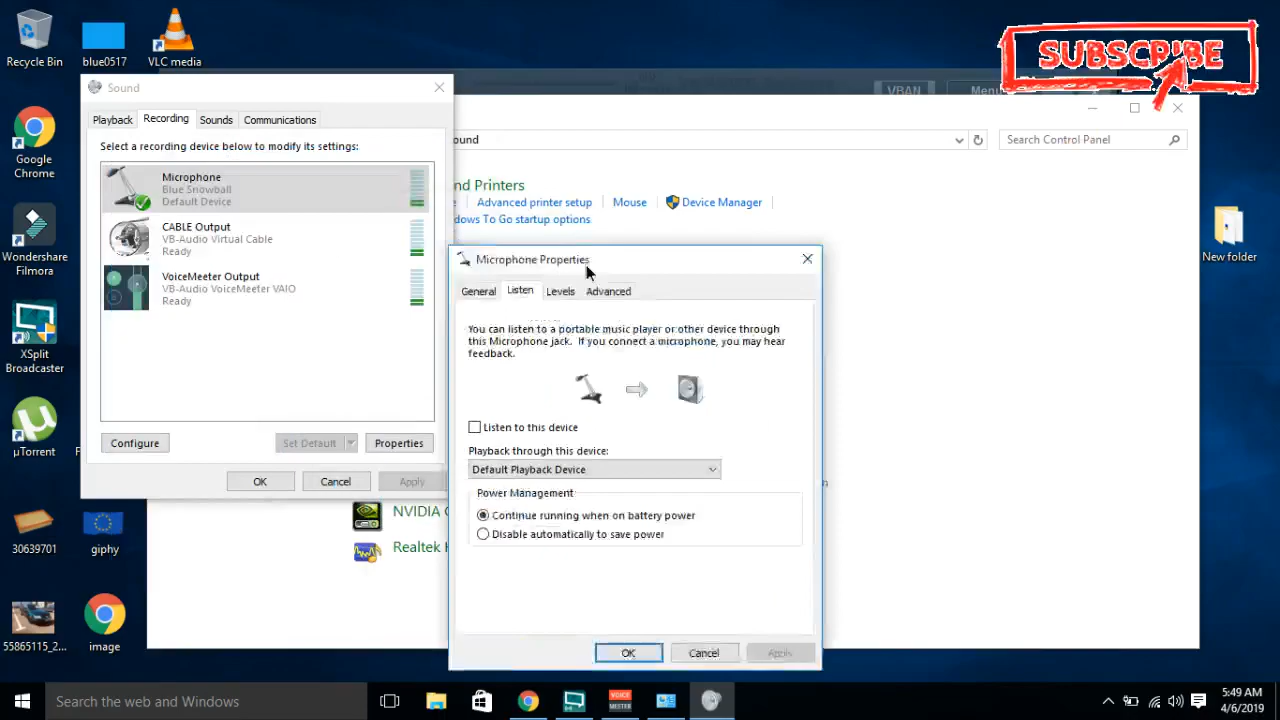 Recycle Bin
blue0517
VLC media
Google
Chrome
Wondershare
Filmora
XSplit
Broadcaster
µTorrent
30639701
giphy
55865115_2...
image
New folder
SUBSCRIBE
VBAN
Menu
Sound
Playback
Recording
Sounds
Communications
Select a recording device below to modify its settings:
Microphone
Blue Snowball
Default Device
CABLE Output
VB-Audio Virtual Cable
Ready
VoiceMeeter Output
VB-Audio VoiceMeeter VAIO
Ready
Configure
Set Default
Properties
OK
Cancel
Apply
ound
Search Control Panel
nd Printers
Advanced printer setup
Mouse
Device Manager
dows To Go startup options
NVIDIA
Realtek
Microphone Properties
General
Listen
Levels
Advanced
You can listen to a portable music player or other device through
this Microphone jack. If you connect a microphone, you may hear
feedback.
Listen to this device
Playback through this device:
Default Playback Device
Power Management
Continue running when on battery power
Disable automatically to save power
OK
Cancel
Apply
Search the web and Windows
VOICE
MEETER
5:49 AM
4/6/2019